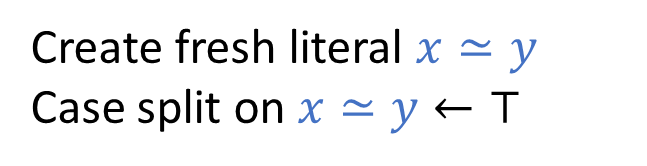 Create fresh literal x ≃ y
Case split on x ≃ y ← ⊤